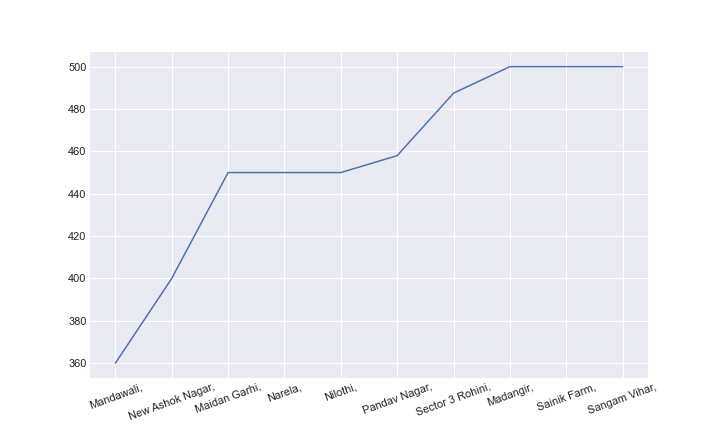 500
480
460
440
420
400
380
360
Mandawali,
New Ashok Nagar,
Maidan Garhi,
Narela,
Nilothi,
Pandav Nagar,
Sector 3 Rohini,
Madangir,
Sainik Farm,
Sangam Vihar,